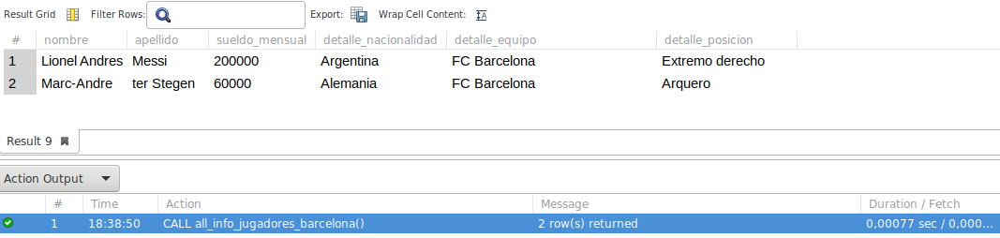 Result Grid Filter Rows: Export: Wrap Cell Content:
# nombre apellido sueldo_mensual detalle_nacionalidad detalle_equipo detalle_posicion
1 Lionel Andres Messi 200000 Argentina FC Barcelona Extremo derecho
2 Marc-Andre ter Stegen 60000 Alemania FC Barcelona Arquero
Result 9
Action Output
# Time Action Message Duration / Fetch
1 18:38:50 CALL all_info_jugadores_barcelona() 2 row(s) returned 0,00077 sec / 0,000...